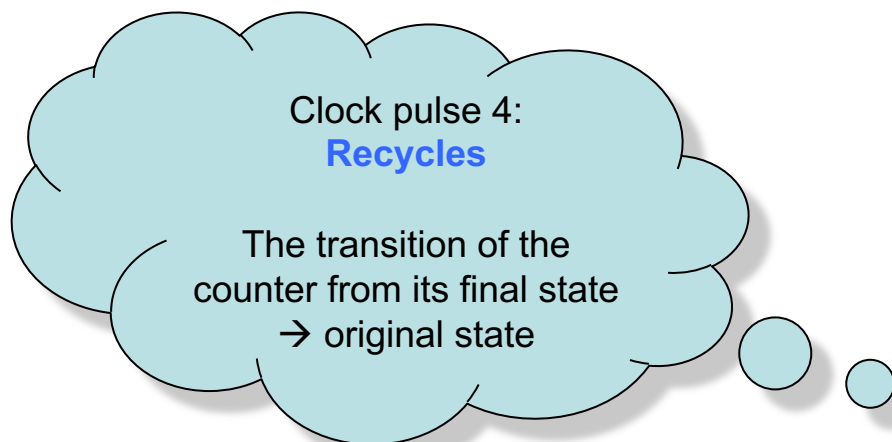 Clock pulse 4:
Recycles
The transition of the
counter from its final state
→ original state